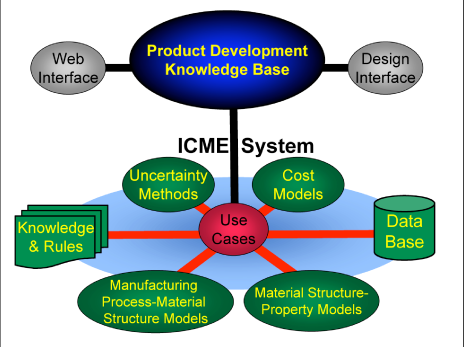 Product Development
Knowledge Base
Web
Interface
Design
Interface
ICME System
Uncertainty
Methods
Cost
Models
Knowledge
& Rules
Use
Cases
Data
Base
Manufacturing
Process-Material
Structure Models
Material Structure-
Property Models